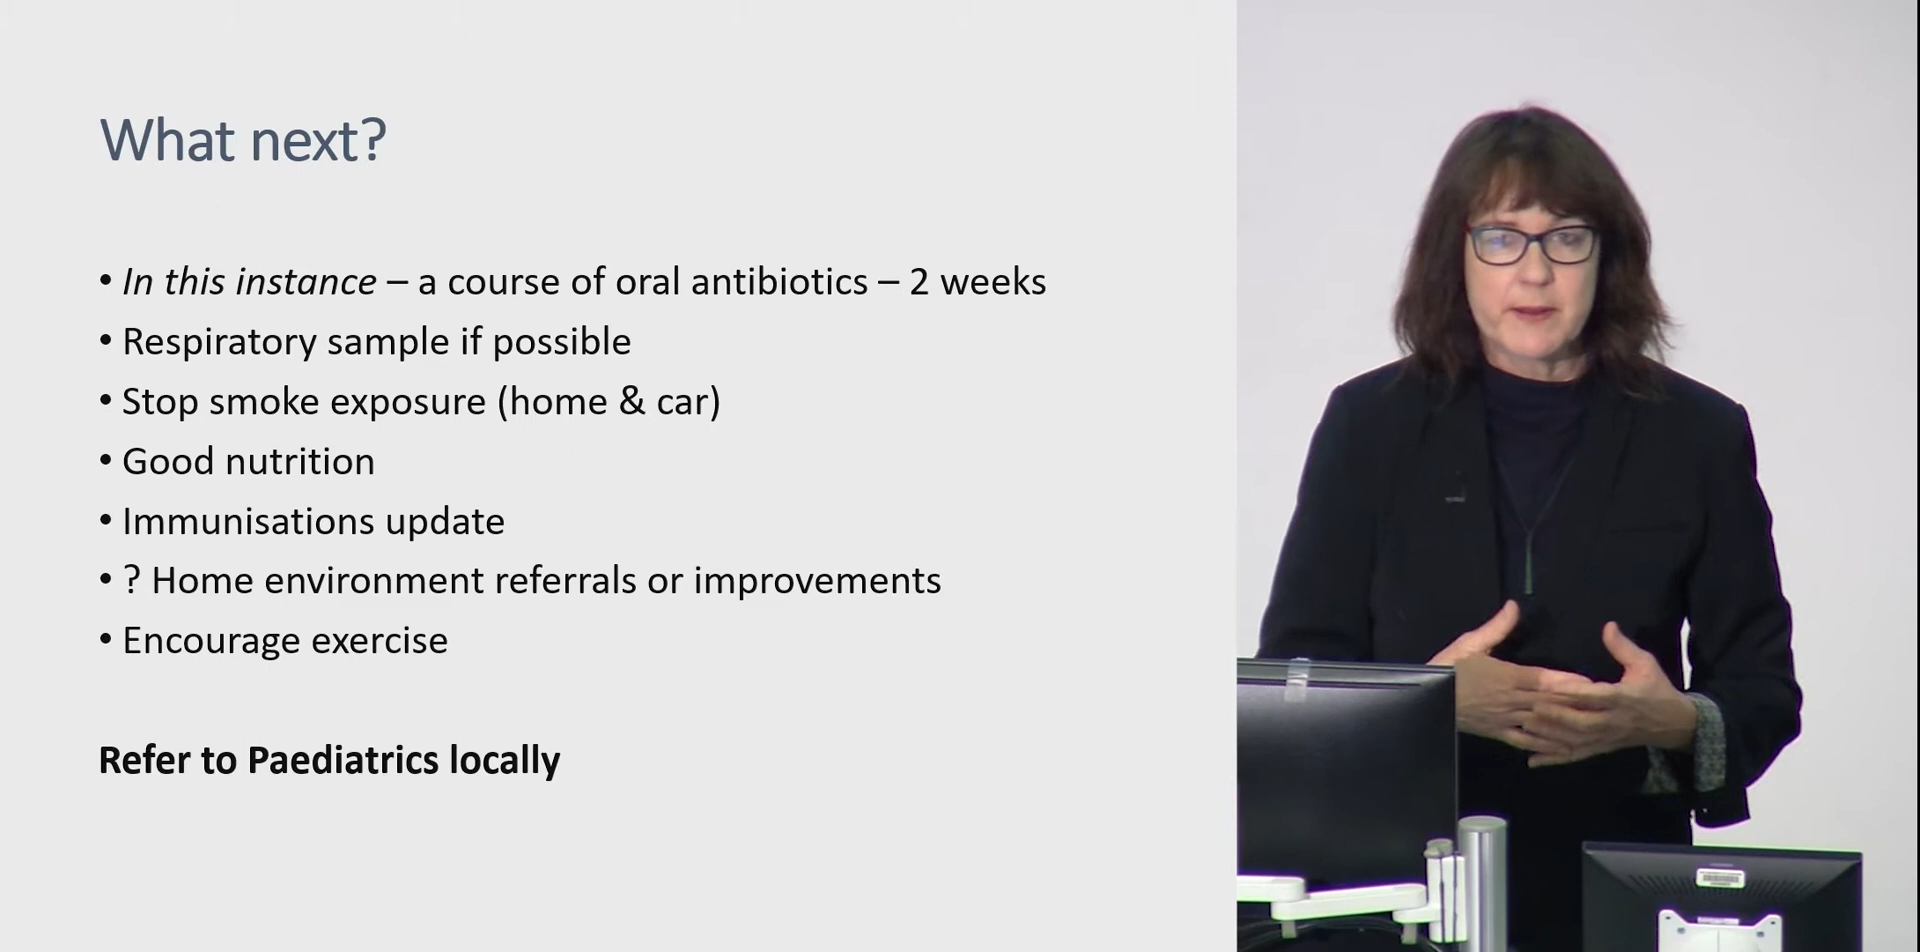 What next?
• In this instance – a course of oral antibiotics – 2 weeks
• Respiratory sample if possible
• Stop smoke exposure (home & car)
• Good nutrition
• Immunisations update
• ? Home environment referrals or improvements
• Encourage exercise
Refer to Paediatrics locally